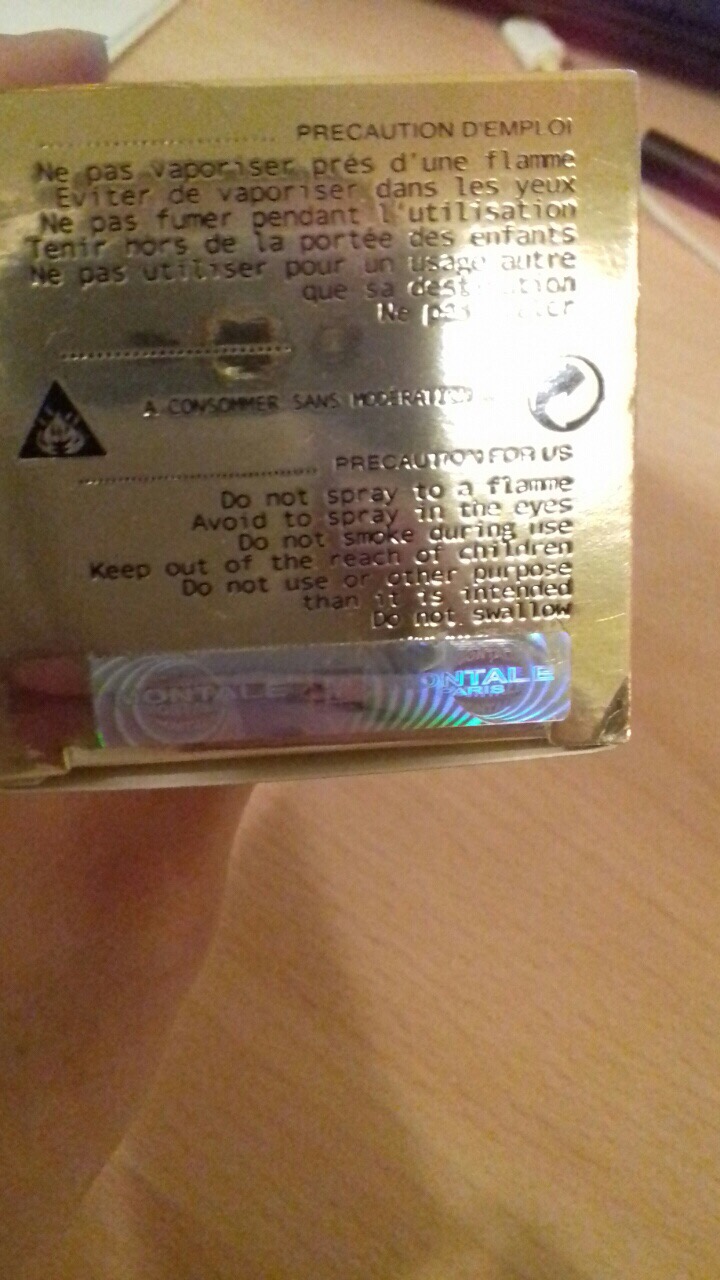 PRECAUTION D'EMPLOI
Ne pas vaporiser prés d'une flamme
Eviter de vaporiser dans les yeux
Ne pas fumer pendant l'utilisation
Tenir hors de la portée des enfants
Ne pas utiliser pour un usage autre
que sa
Ne
A CONSOMMER SANS MODERATION
PRECAUTION FOR US
Do not spray to a flamme
Avoid to spray in the eyes
Do not smoke during use
Keep out of the reach of children
Do not use or other purpose
than it is intended
Do not swallow
ONTALE ONTALE
PARIS